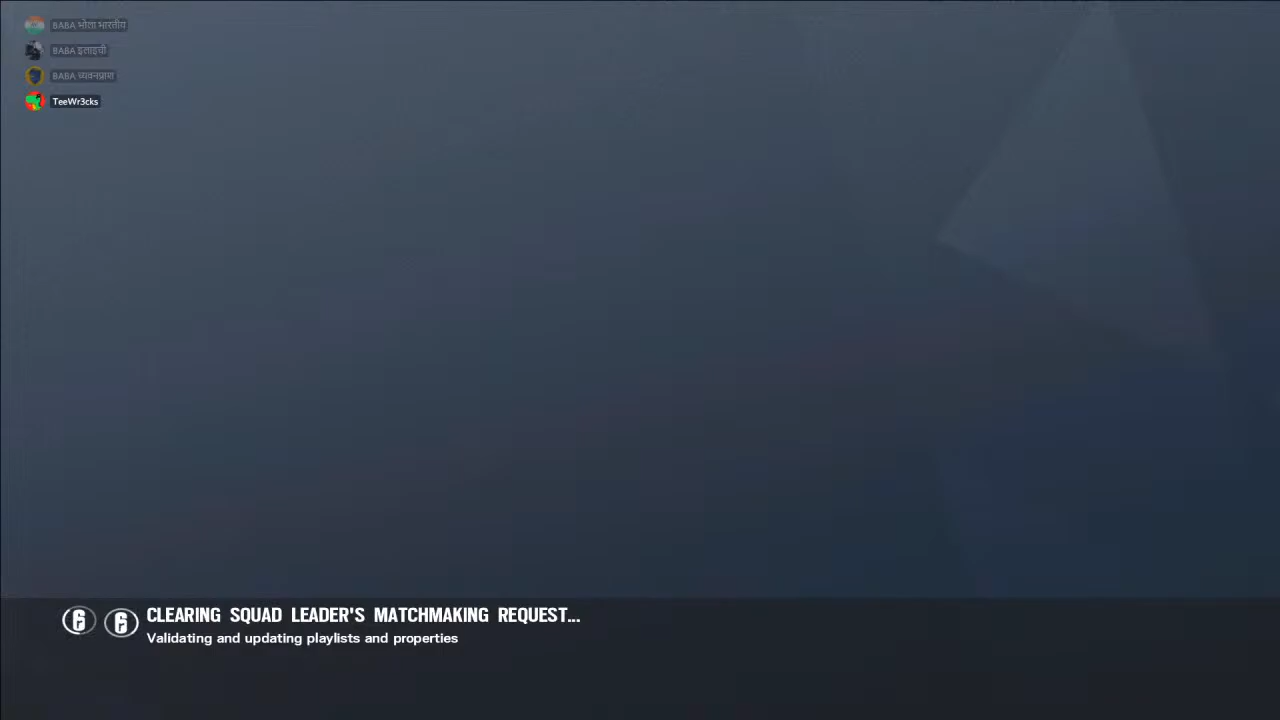 BABA भोला भारतीय
BABA इलाइची
BABA च्यवनप्राश
TeeWr3cks
CLEARING SQUAD LEADER'S MATCHMAKING REQUEST...
Validating and updating playlists and properties